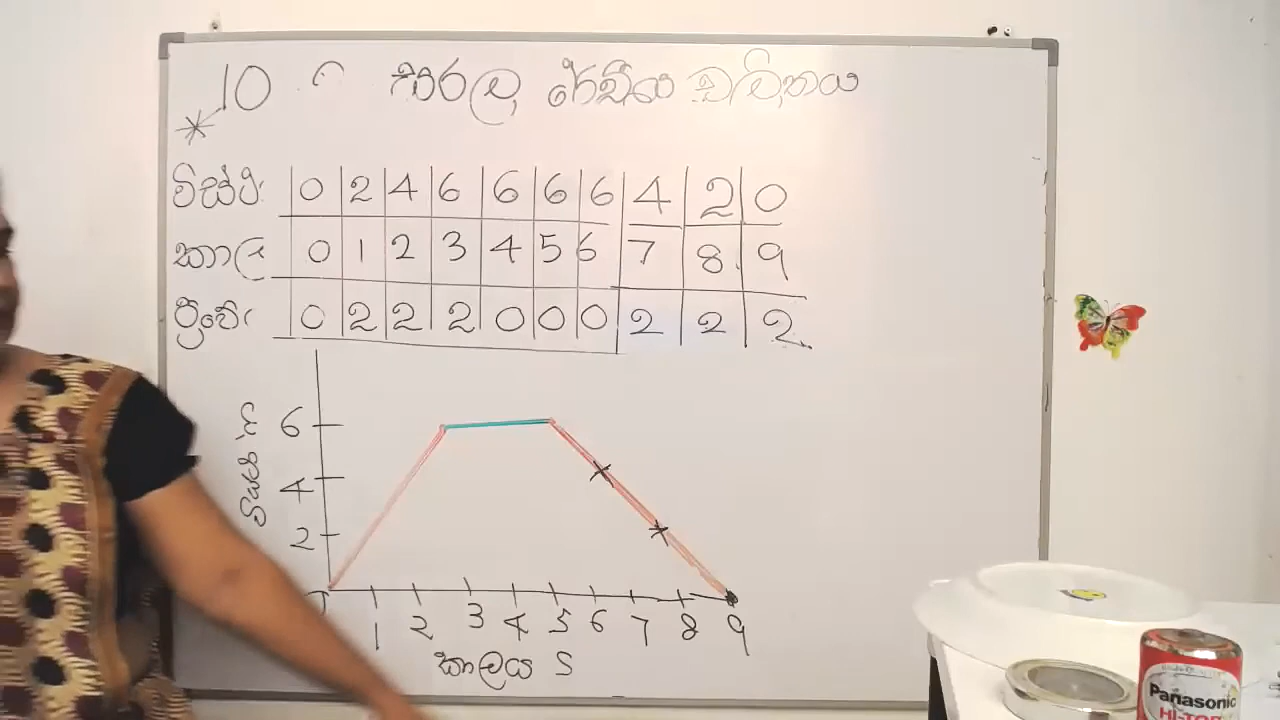 10 සරල රේඛීය චලිතය
විස්ථා 0 2 4 6 6 6 6 4 2 0
කාල 0 1 2 3 4 5 6 7 8 9
ප්‍රවේ 0 2 2 2 0 0 0 2 2 2
6
4
2
1 2 3 4 5 6 7 8 9
කාලය S
Panasonic